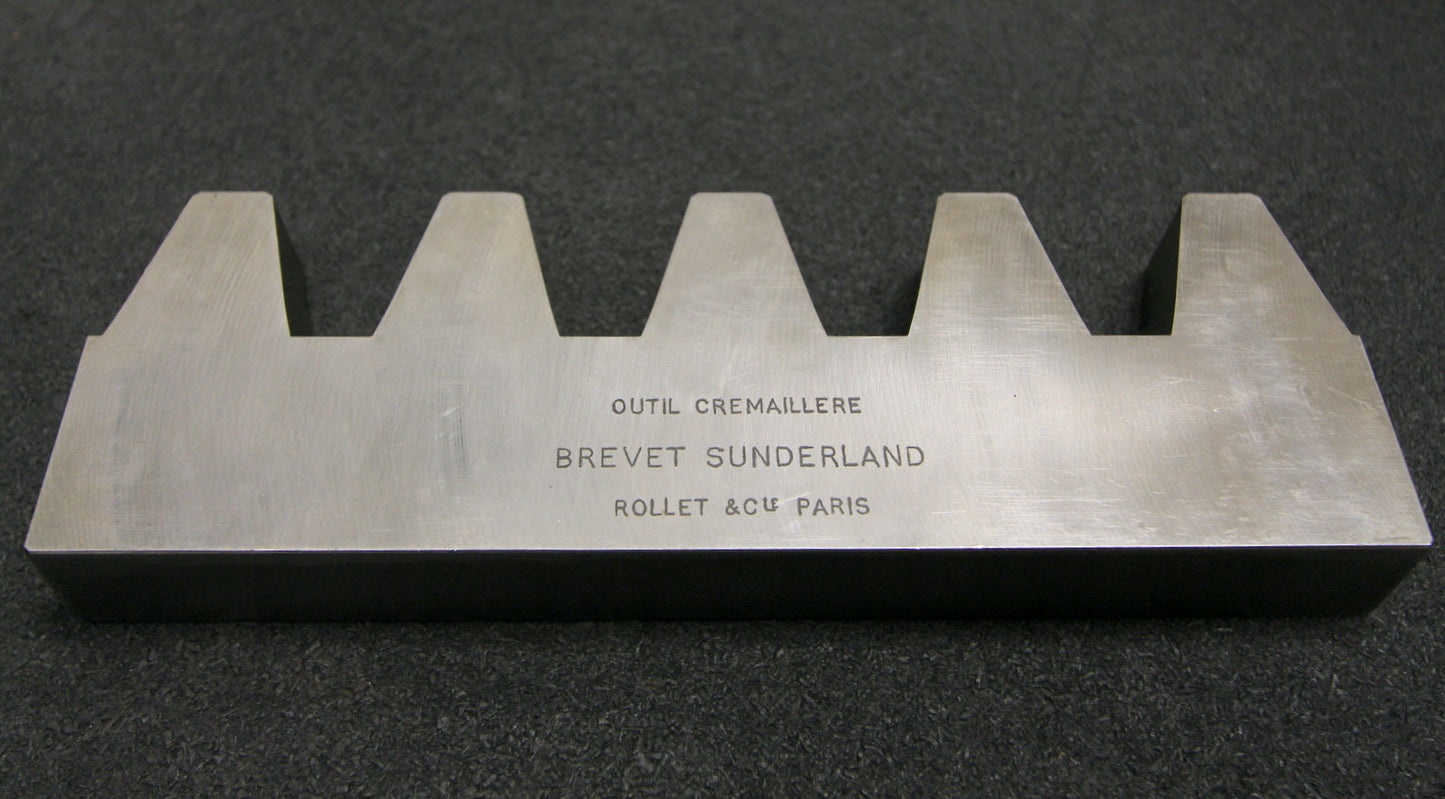 OUTIL CREMAILLERE
BREVET SUNDERLAND
ROLLET &CIE PARIS